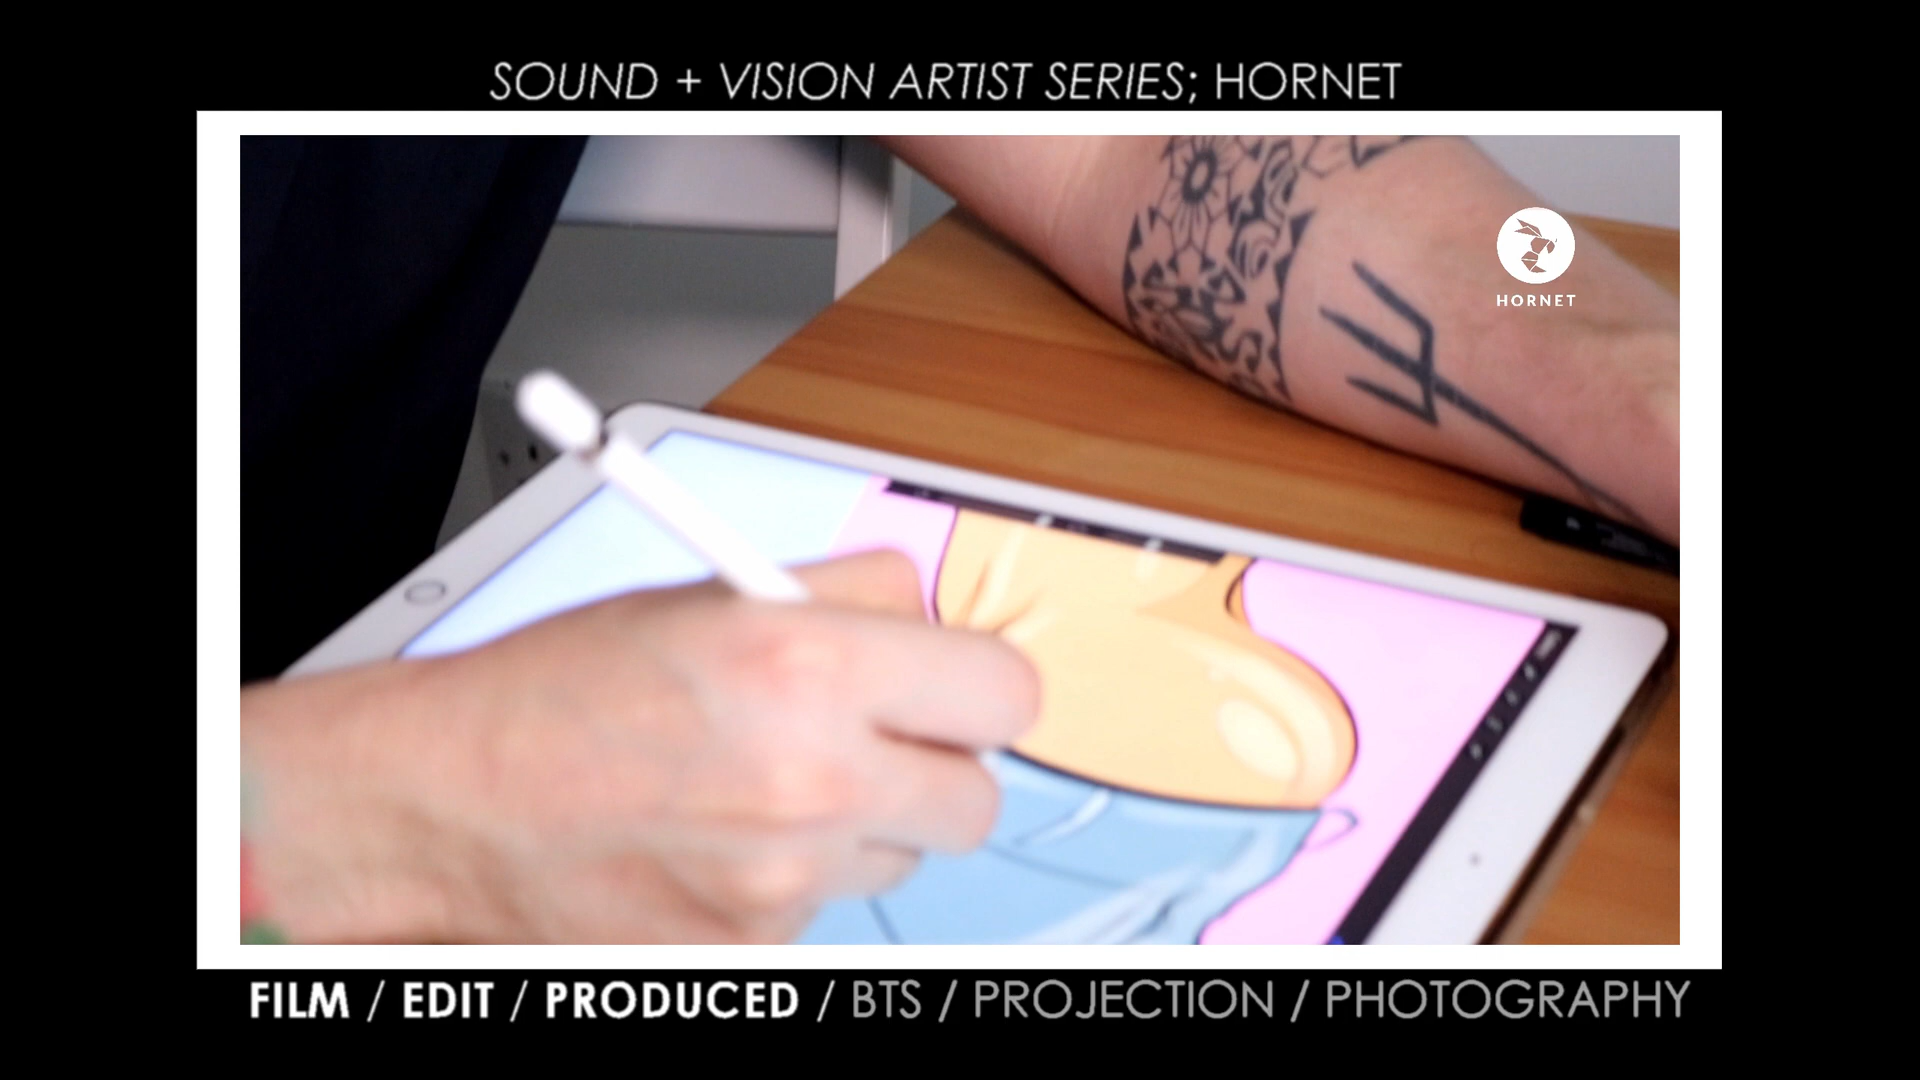 SOUND + VISION ARTIST SERIES; HORNET
HORNET
FILM / EDIT / PRODUCED / BTS / PROJECTION / PHOTOGRAPHY